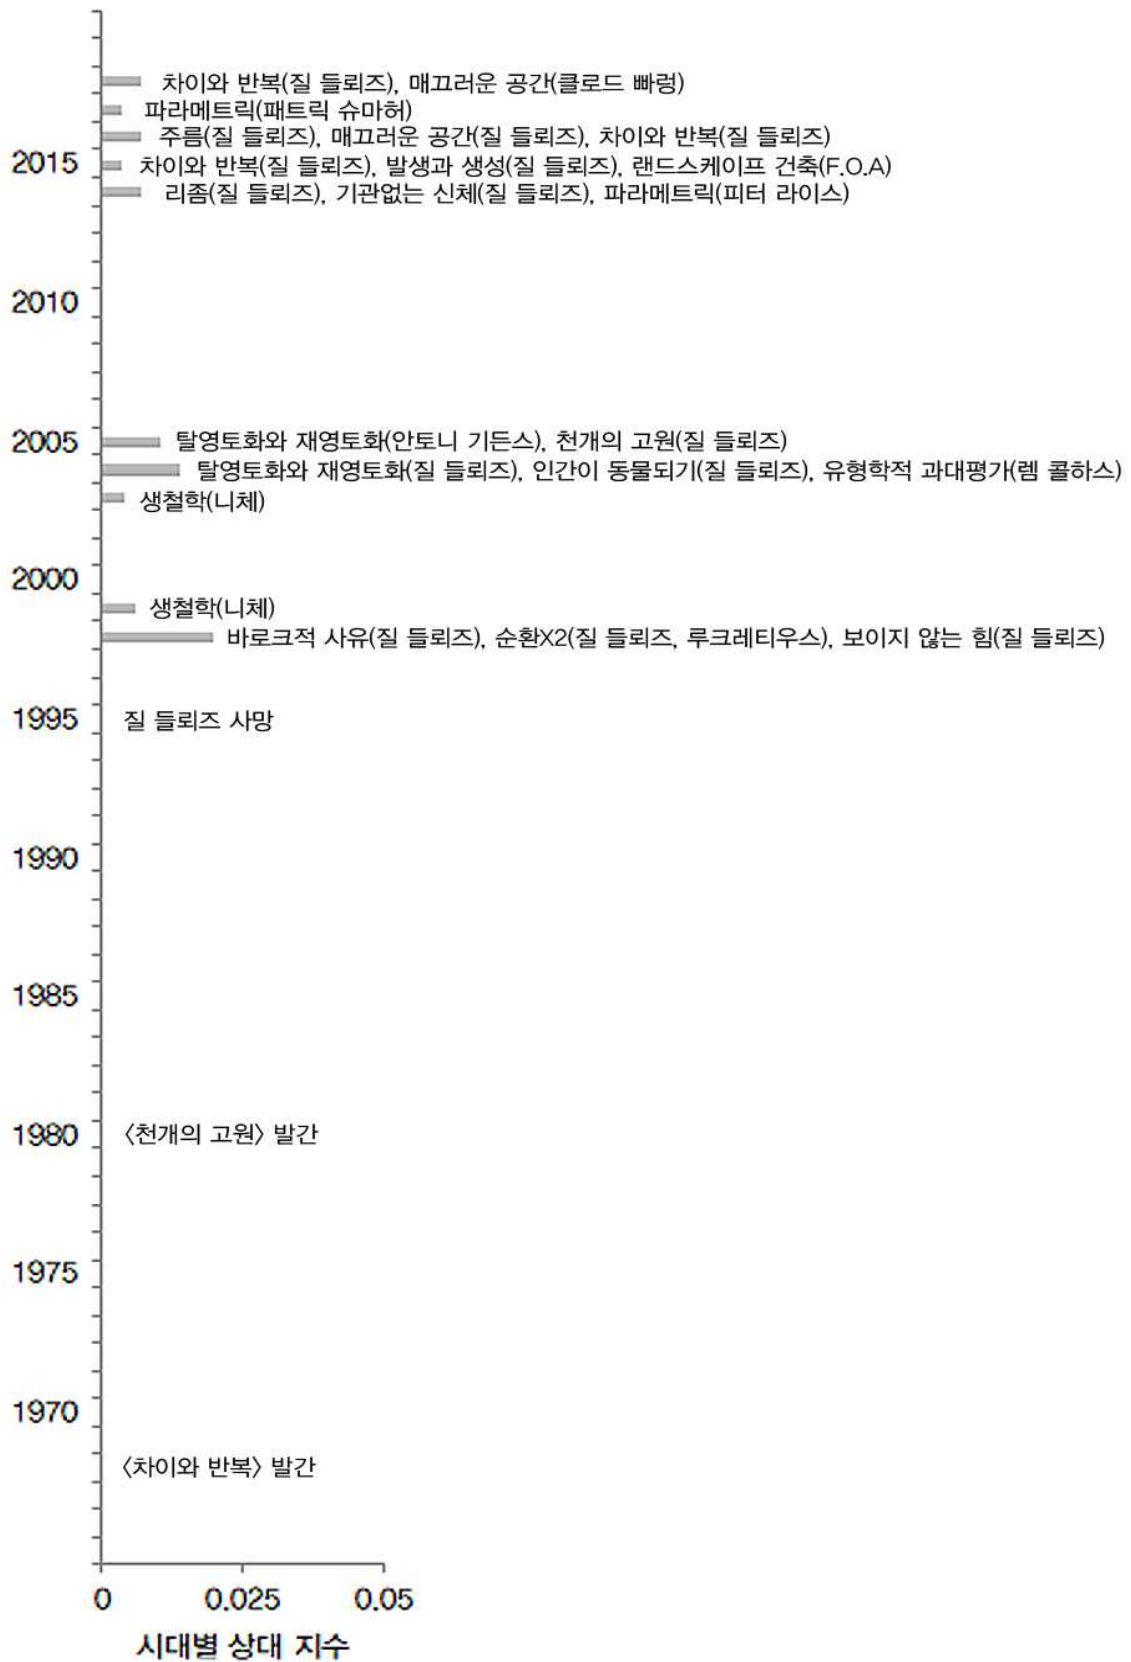 차이와 반복(질 들뢰즈), 매끄러운 공간(클로드 빠렁)
파라메트릭(패트릭 슈마허)
주름(질 들뢰즈), 매끄러운 공간(질 들뢰즈), 차이와 반복(질 들뢰즈)
2015 차이와 반복(질 들뢰즈), 발생과 생성(질 들뢰즈), 랜드스케이프 건축(F.O.A)
리좀(질 들뢰즈), 기관없는 신체(질 들뢰즈), 파라메트릭(피터 라이스)
2010
2005 탈영토화와 재영토화(안토니 기든스), 천개의 고원(질 들뢰즈)
탈영토화와 재영토화(질 들뢰즈), 인간이 동물되기(질 들뢰즈), 유형학적 과대평가(렘 콜하스)
생철학(니체)
2000
생철학(니체)
바로크적 사유(질 들뢰즈), 순환X2(질 들뢰즈, 루크레티우스), 보이지 않는 힘(질 들뢰즈)
1995 질 들뢰즈 사망
1990
1985
1980 〈천개의 고원〉 발간
1975
1970
〈차이와 반복〉 발간
0 0.025 0.05
시대별 상대 지수